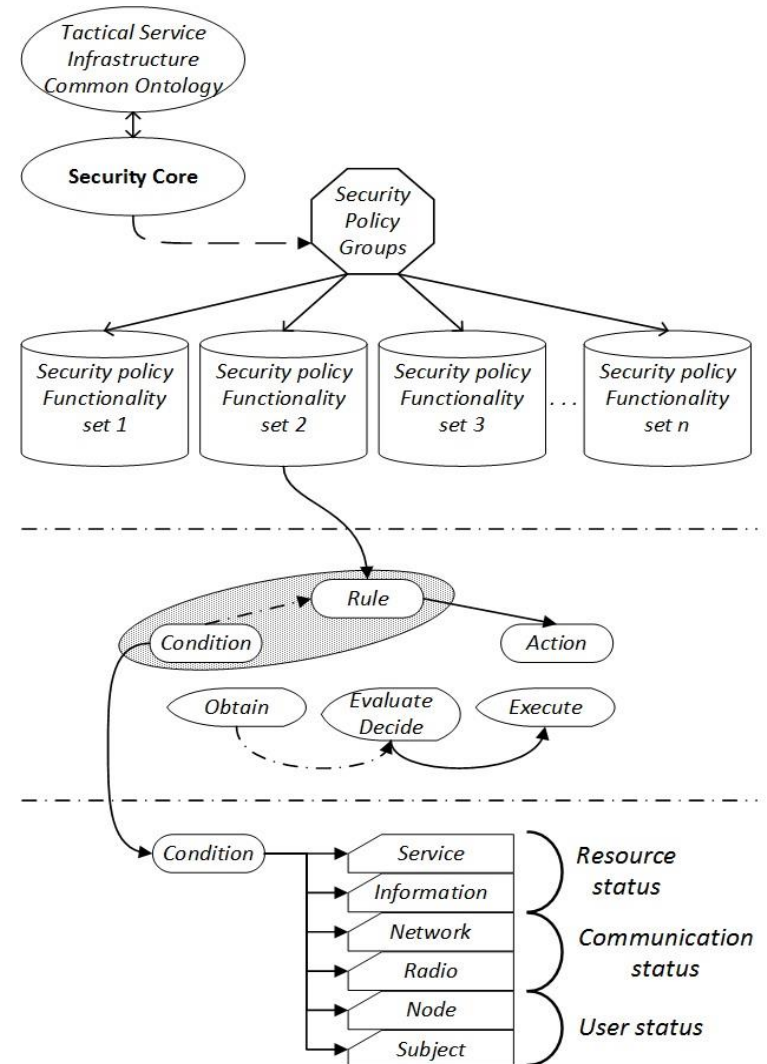 Tactical Service
Infrastructure
Common Ontology
Security Core
Security
Policy
Groups
Security policy
Functionality
set 1
Security policy
Functionality
set 2
Security policy
Functionality
set 3
. . .
Security policy
Functionality
set n
Rule
Condition
Action
Obtain
Evaluate
Decide
Execute
Condition
Service
Information
Network
Radio
Node
Subject
Resource
status
Communication
status
User status